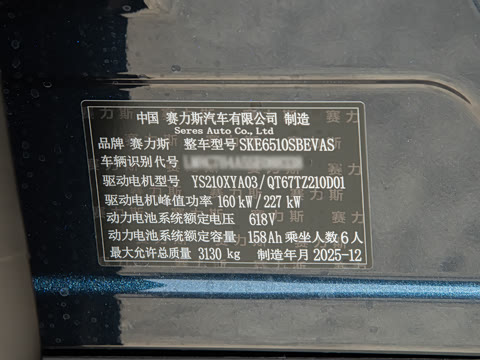 中国 赛力斯汽车有限公司 制造
Seres Auto Co., Ltd
品牌 赛力斯 整车型号 SKE6510SBEVAS
车辆识别代号
驱动电机型号 YS210XYA03/QT67TZ210D01
驱动电机峰值功率 160 kW/227 kW
动力电池系统额定电压 618V
动力电池系统额定容量 158Ah 乘坐人数 6人
最大允许总质量 3130 kg 制造年月 2025-12